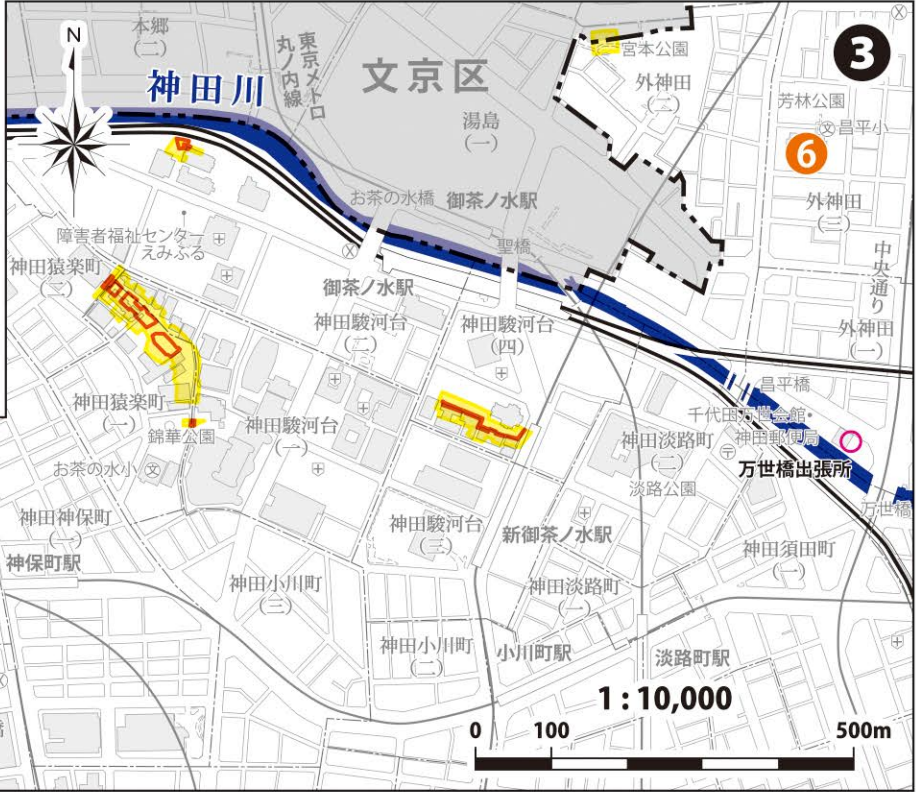 N
本郷
(二)
東京メトロ
丸ノ内線
神田川
文京区
湯島
(一)
宮本公園
外神田
(二)
3
芳林公園
文 昌平小
6
外神田
(三)
お茶の水橋
御茶ノ水駅
聖橋
障害者福祉センター
えみふる
神田猿楽町
(二)
御茶ノ水駅
神田駿河台
(二)
神田駿河台
(四)
中央通り
外神田
(一)
昌平橋
千代田万世会館
神田郵便局
万世橋出張所
万世橋
神田猿楽町
(一)
錦華公園
お茶の水小 文
神田駿河台
(一)
神田淡路町
(二)
淡路公園
神田神保町
(一)
神保町駅
神田駿河台
(三)
新御茶ノ水駅
神田須田町
(一)
神田小川町
(三)
神田淡路町
(一)
神田小川町
(二)
小川町駅
淡路町駅
1:10,000
0 100 500m